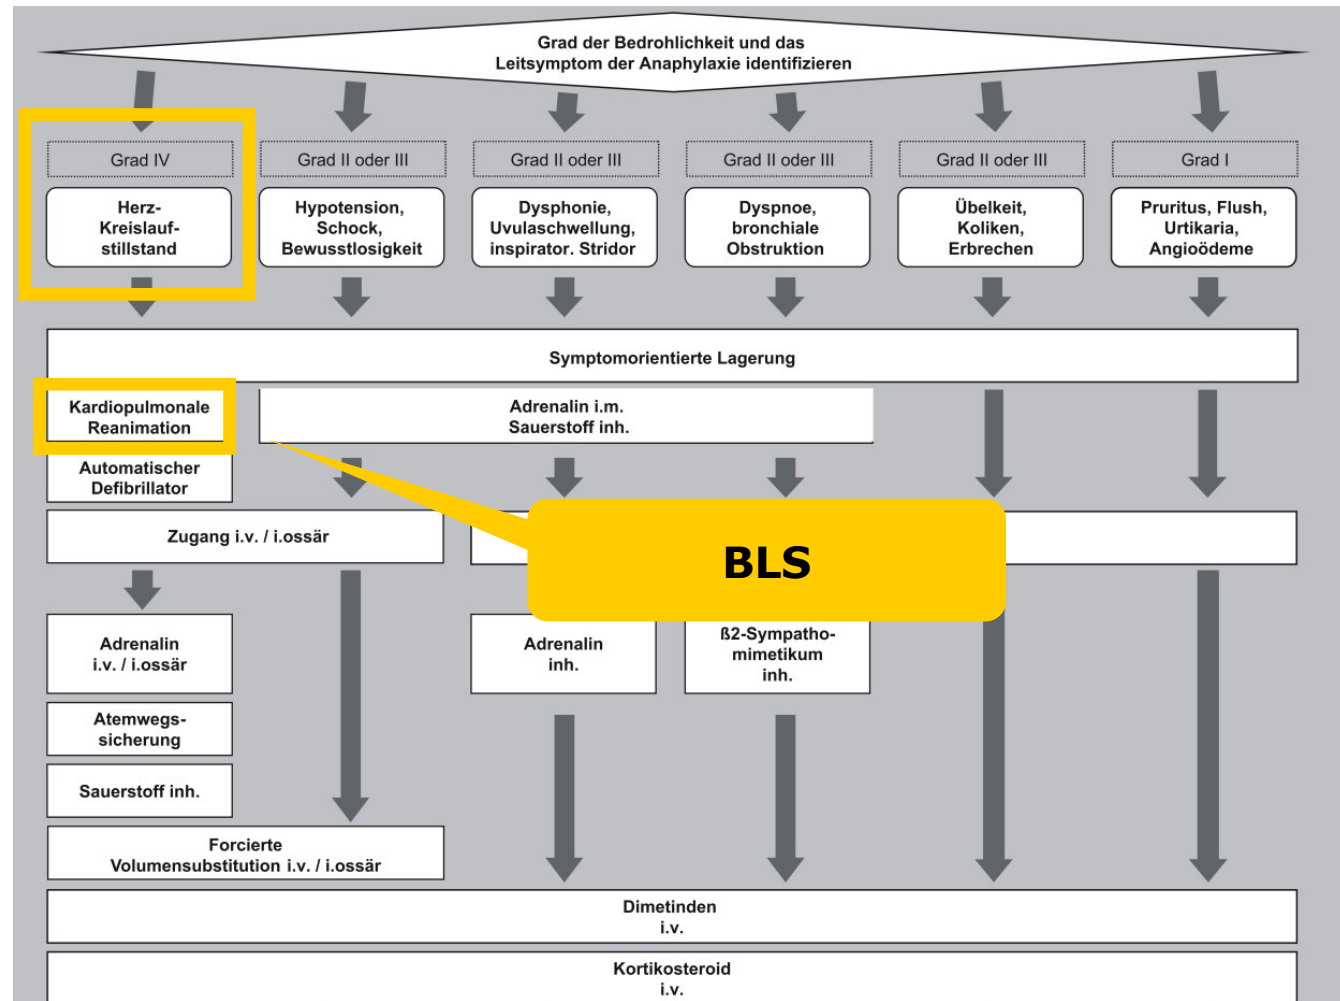 Grad der Bedrohlichkeit und das
Leitsymptom der Anaphylaxie identifizieren
Grad IV
Grad II oder III
Grad II oder III
Grad II oder III
Grad II oder III
Grad I
Herz-
Kreislauf-
stillstand
Hypotension,
Schock,
Bewusstlosigkeit
Dysphonie,
Uvulaschwellung,
inspirator. Stridor
Dyspnoe,
bronchiale
Obstruktion
Übelkeit,
Koliken,
Erbrechen
Pruritus, Flush,
Urtikaria,
Angioödeme
Symptomorientierte Lagerung
Kardiopulmonale
Reanimation
Adrenalin i.m.
Sauerstoff inh.
Automatischer
Defibrillator
Zugang i.v. / i.ossär
BLS
Adrenalin
i.v. / i.ossär
Adrenalin
inh.
ß2-Sympatho-
mimetikum
inh.
Atemwegs-
sicherung
Sauerstoff inh.
Forcierte
Volumensubstitution i.v. / i.ossär
Dimetinden
i.v.
Kortikosteroid
i.v.